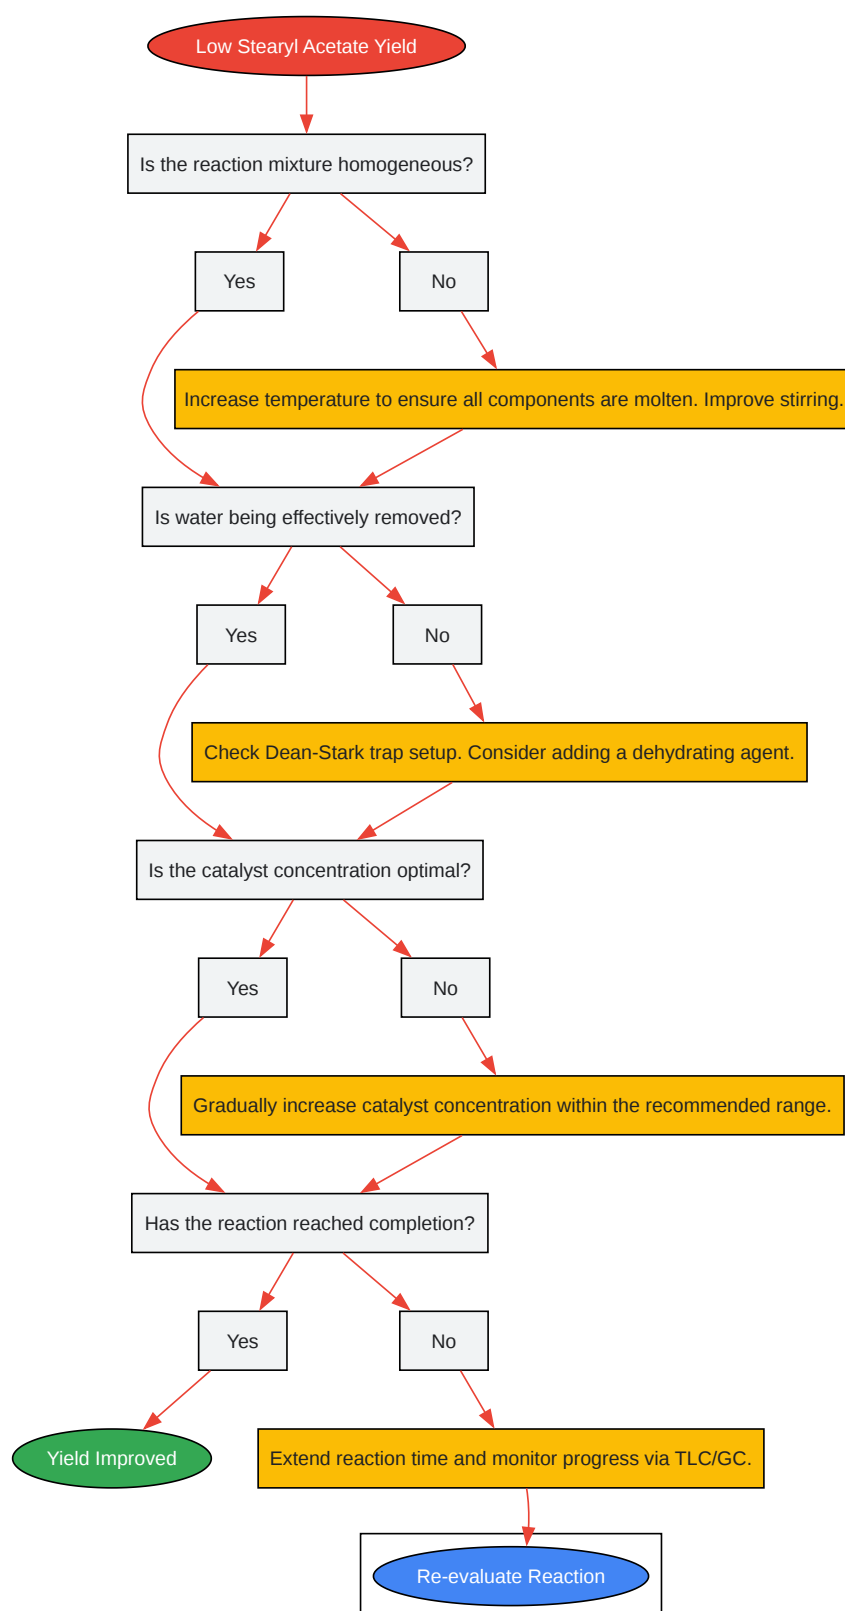 Low Stearyl Acetate Yield
Is the reaction mixture homogeneous?
Yes
No
Increase temperature to ensure all components are molten. Improve stirring.
Is water being effectively removed?
Yes
No
Check Dean-Stark trap setup. Consider adding a dehydrating agent.
Is the catalyst concentration optimal?
Yes
No
Gradually increase catalyst concentration within the recommended range.
Has the reaction reached completion?
Yes
No
Yield Improved
Extend reaction time and monitor progress via TLC/GC.
Re-evaluate Reaction